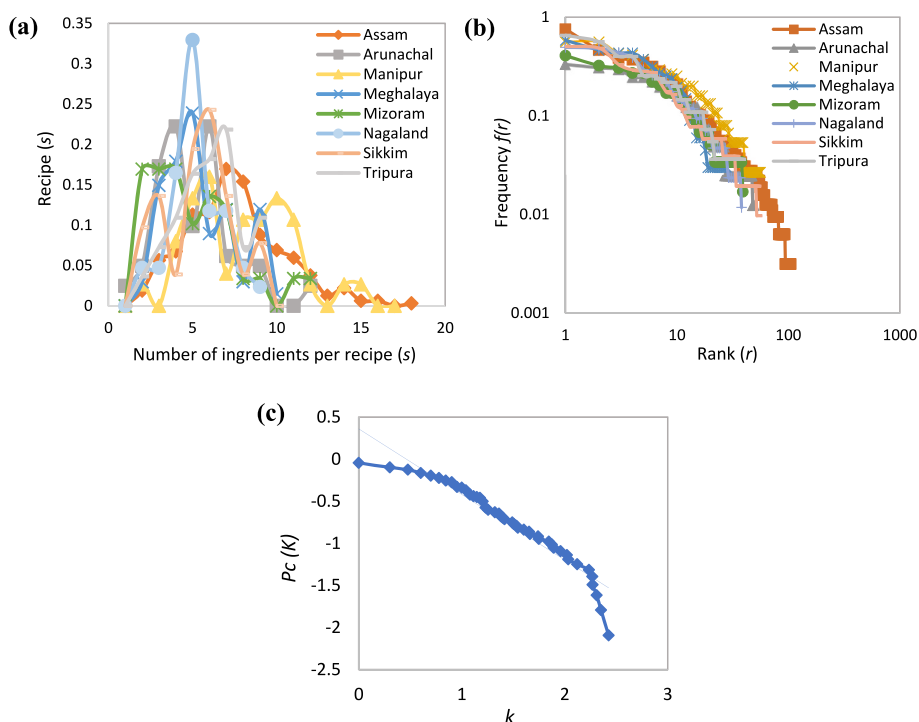 (a)
0.35
0.3
0.25
0.2
0.15
0.1
0.05
0
Recipe (s)
0 5 10 15 20
Number of ingredients per recipe (s)
Assam
Arunachal
Manipur
Meghalaya
Mizoram
Nagaland
Sikkim
Tripura
(b)
1
0.1
0.01
0.001
Frequency f(r)
1 10 100 1000
Rank (r)
Assam
Arunachal
Manipur
Meghalaya
Mizoram
Nagaland
Sikkim
Tripura
(c)
0.5
0
-0.5
-1
-1.5
-2
-2.5
Pc (K)
0 1 2 3
k